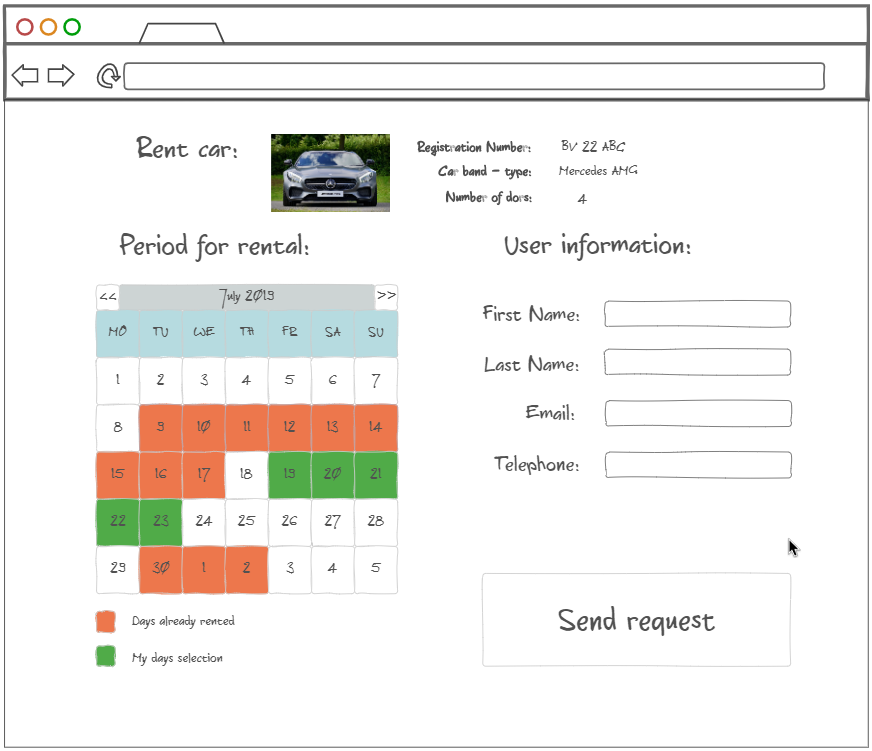 Rent car:
Registration Number: BV 22 ABC
Car band - type: Mercedes AMG
Number of dors: 4
Period for rental:
User information:
<< July 2019 >>
MO TU WE TH FR SA SU
1 2 3 4 5 6 7
8 9 10 11 12 13 14
15 16 17 18 19 20 21
22 23 24 25 26 27 28
29 30 1 2 3 4 5
Days already rented
My days selection
First Name:
Last Name:
Email:
Telephone:
Send request